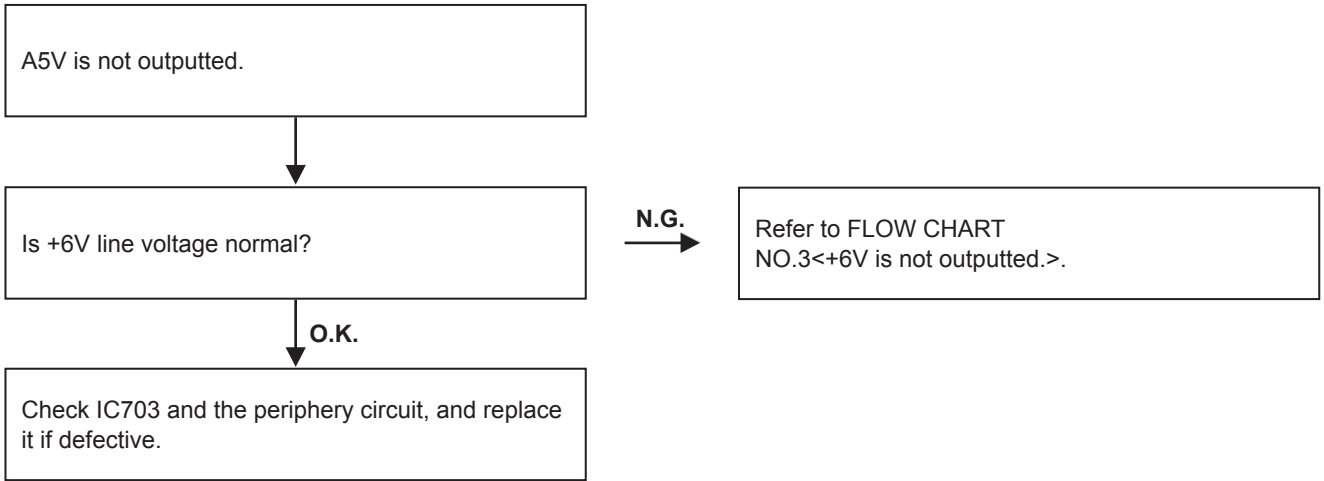 A5V is not outputted.
Is +6V line voltage normal?
N.G.
Refer to FLOW CHART
NO.3<+6V is not outputted.>.
O.K.
Check IC703 and the periphery circuit, and replace
it if defective.